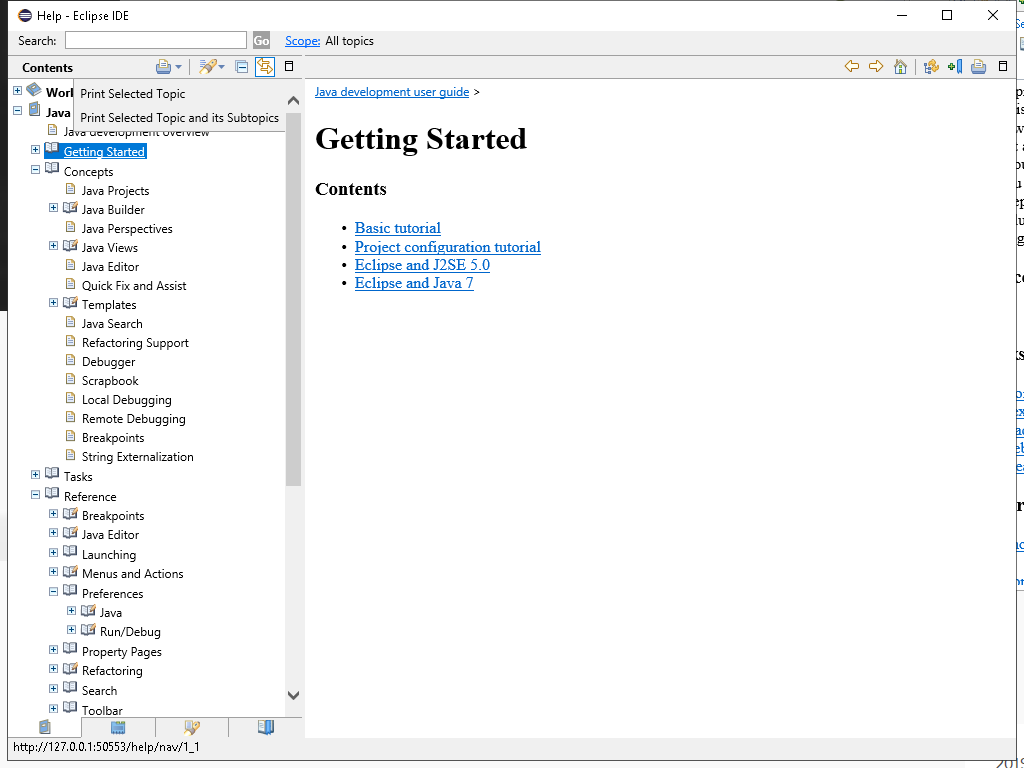 Help - Eclipse IDE
Search:
Go
Scope: All topics
Contents
Print Selected Topic
Print Selected Topic and its Subtopics
Java
Java development overview
Getting Started
Concepts
Java Projects
Java Builder
Java Perspectives
Java Views
Java Editor
Quick Fix and Assist
Templates
Java Search
Refactoring Support
Debugger
Scrapbook
Local Debugging
Remote Debugging
Breakpoints
String Externalization
Tasks
Reference
Breakpoints
Java Editor
Launching
Menus and Actions
Preferences
Java
Run/Debug
Property Pages
Refactoring
Search
Toolbar
http://127.0.0.1:50553/help/nav/1_1
Java development user guide >
Getting Started
Contents
• Basic tutorial
• Project configuration tutorial
• Eclipse and J2SE 5.0
• Eclipse and Java 7